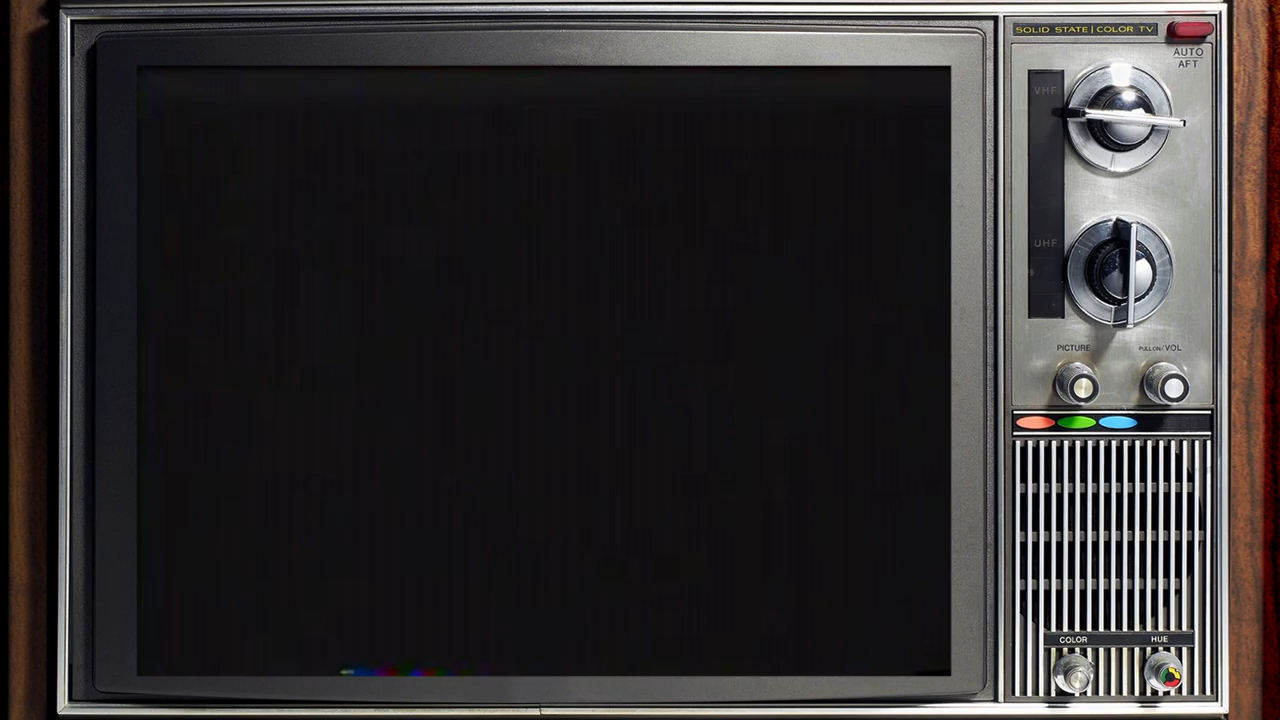 SOLID STATE | COLOR TV
AUTO
AFT
VHF
UHF
PICTURE
PULL ON/VOL
COLOR
HUE